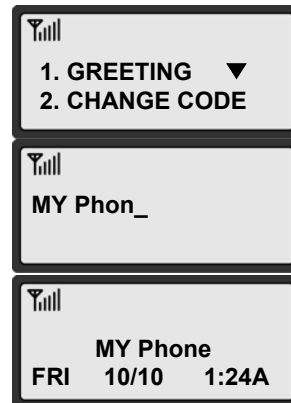 1. GREETING ▼
2. CHANGE CODE
MY Phon_
MY Phone
FRI 10/10 1:24A